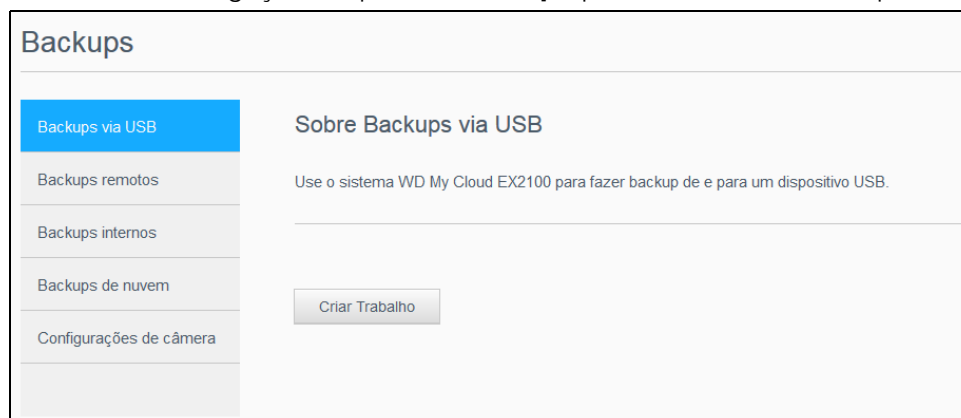 Backups
Backups via USB
Backups remotos
Backups internos
Backups de nuvem
Configurações de câmera
Sobre Backups via USB
Use o sistema WD My Cloud EX2100 para fazer backup de e para um dispositivo USB.
Criar Trabalho